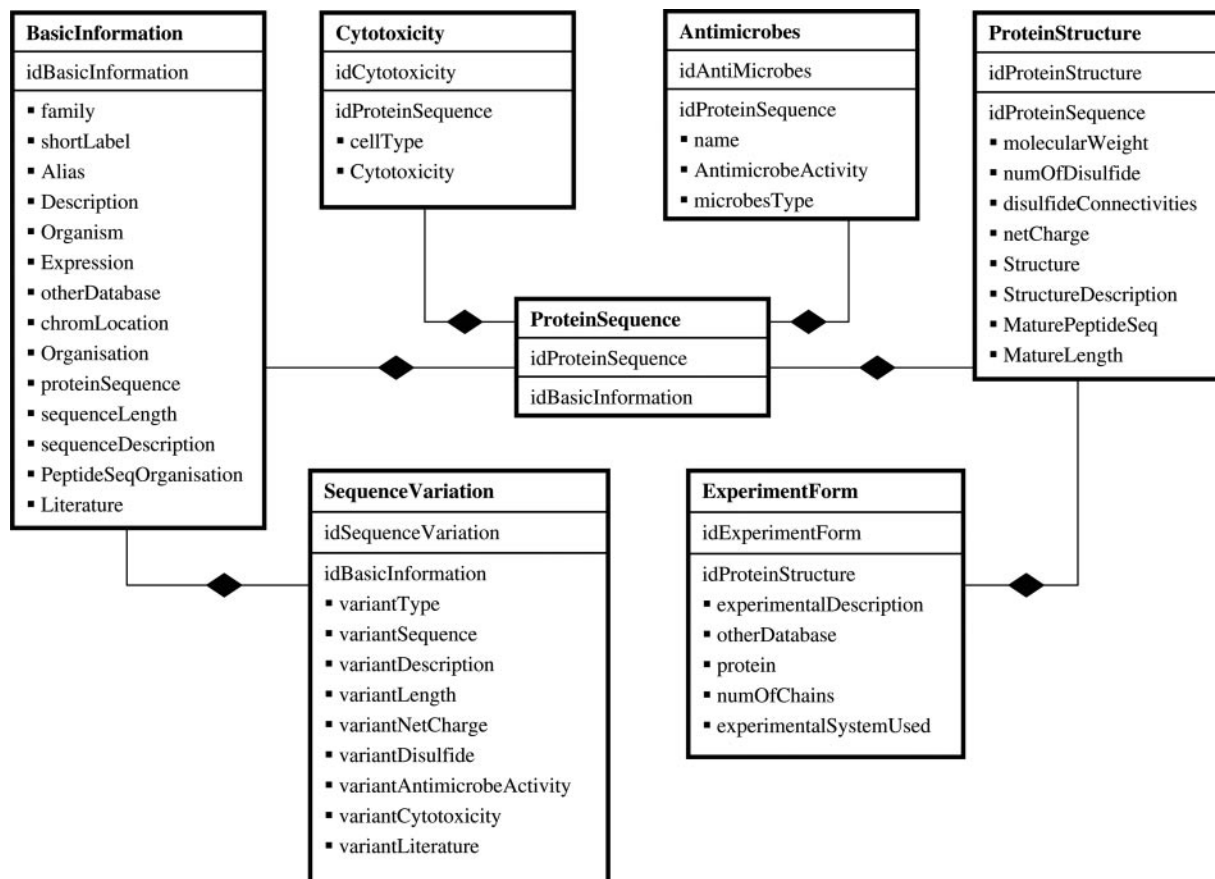 BasicInformation
idBasicInformation
▪ family
▪ shortLabel
▪ Alias
▪ Description
▪ Organism
▪ Expression
▪ otherDatabase
▪ chromLocation
▪ Organisation
▪ proteinSequence
▪ sequenceLength
▪ sequenceDescription
▪ PeptideSeqOrganisation
▪ Literature
Cytotoxicity
idCytotoxicity
idProteinSequence
▪ cellType
▪ Cytotoxicity
Antimicrobes
idAntiMicrobes
idProteinSequence
▪ name
▪ AntimicrobeActivity
▪ microbesType
ProteinStructure
idProteinStructure
idProteinSequence
▪ molecularWeight
▪ numOfDisulfide
▪ disulfideConnectivities
▪ netCharge
▪ Structure
▪ StructureDescription
▪ MaturePeptideSeq
▪ MatureLength
ProteinSequence
idProteinSequence
idBasicInformation
SequenceVariation
idSequenceVariation
idBasicInformation
▪ variantType
▪ variantSequence
▪ variantDescription
▪ variantLength
▪ variantNetCharge
▪ variantDisulfide
▪ variantAntimicrobeActivity
▪ variantCytotoxicity
▪ variantLiterature
ExperimentForm
idExperimentForm
idProteinStructure
▪ experimentalDescription
▪ otherDatabase
▪ protein
▪ numOfChains
▪ experimentalSystemUsed